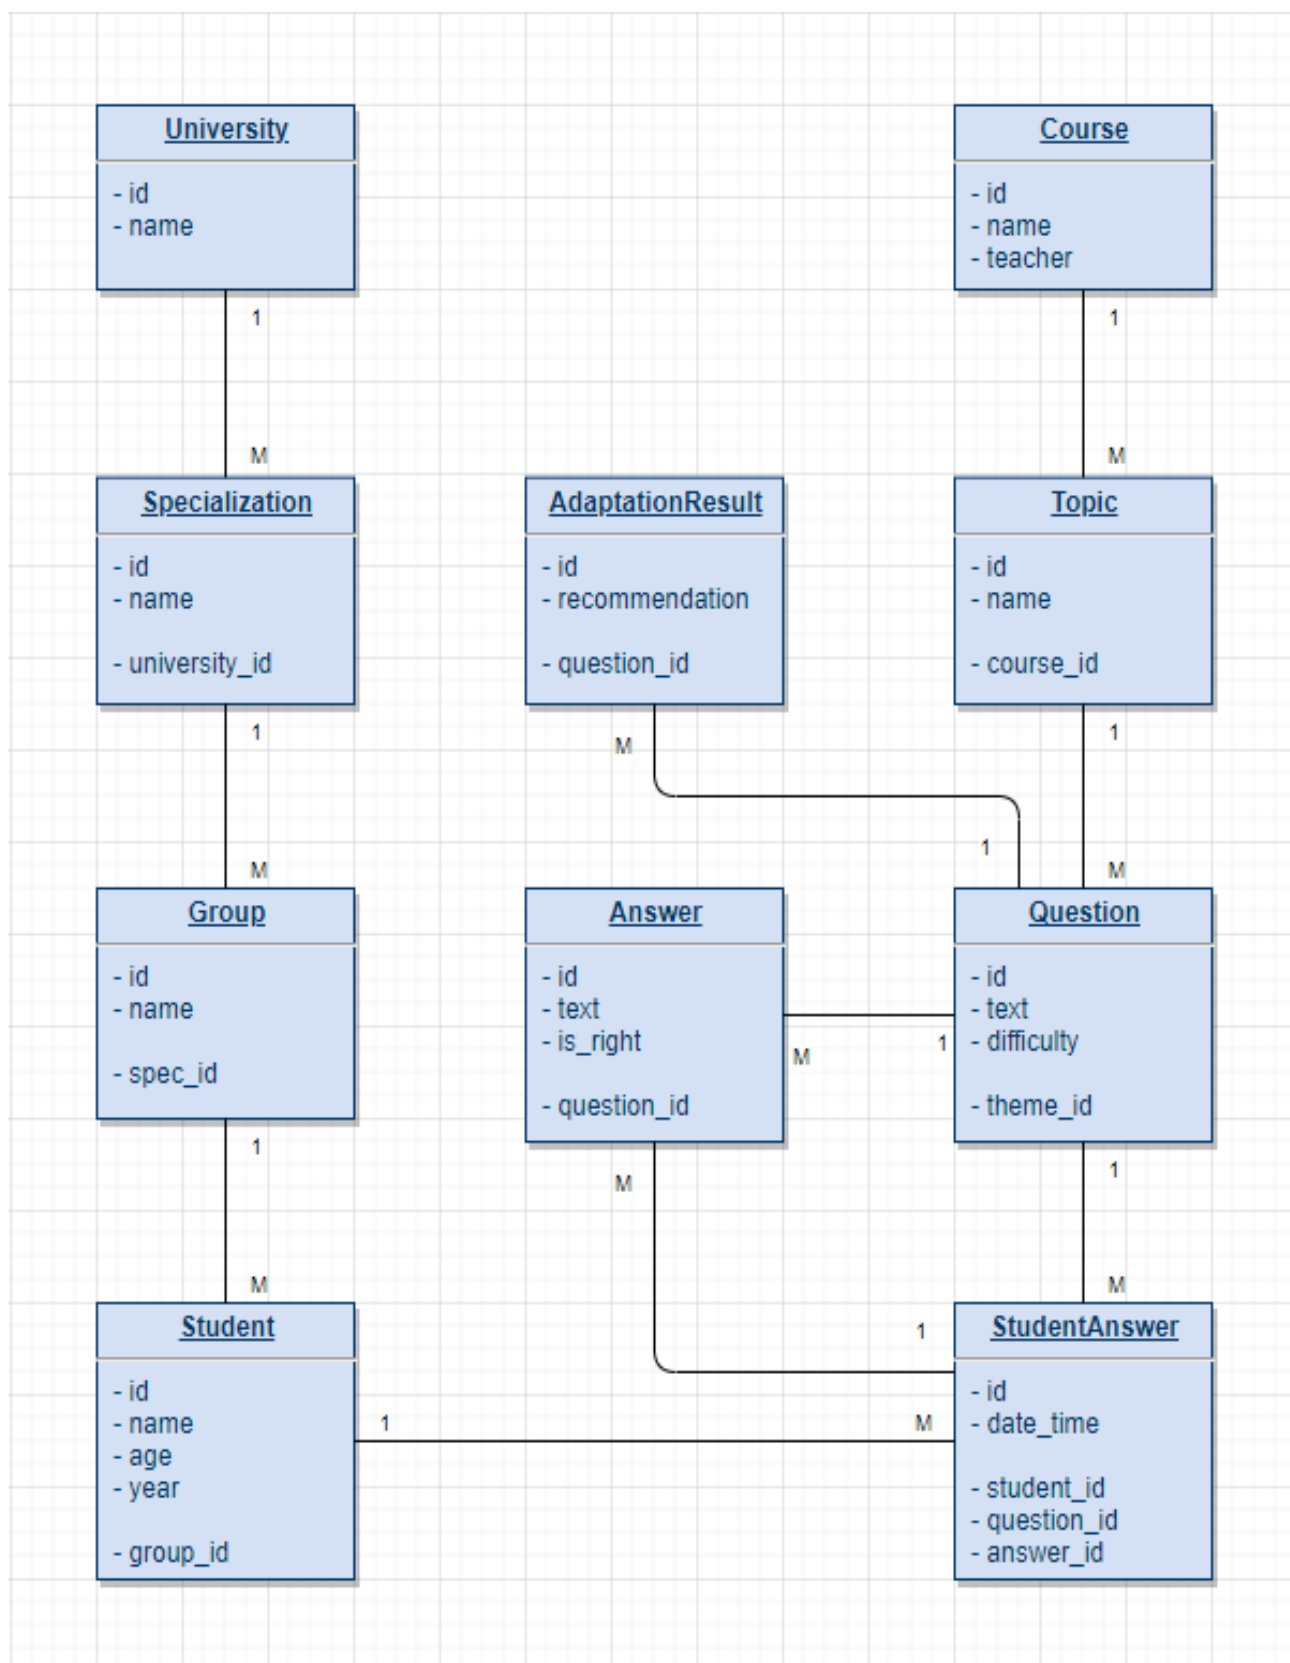 University
- id
- name
1
M
Course
- id
- name
- teacher
1
M
Specialization
- id
- name
- university_id
1
M
AdaptationResult
- id
- recommendation
- question_id
M
1
Topic
- id
- name
- course_id
1
M
Group
- id
- name
- spec_id
1
M
Answer
- id
- text
- is_right
- question_id
M
1
M
1
Question
- id
- text
- difficulty
- theme_id
1
M
Student
- id
- name
- age
- year
- group_id
1
M
StudentAnswer
- id
- date_time
- student_id
- question_id
- answer_id